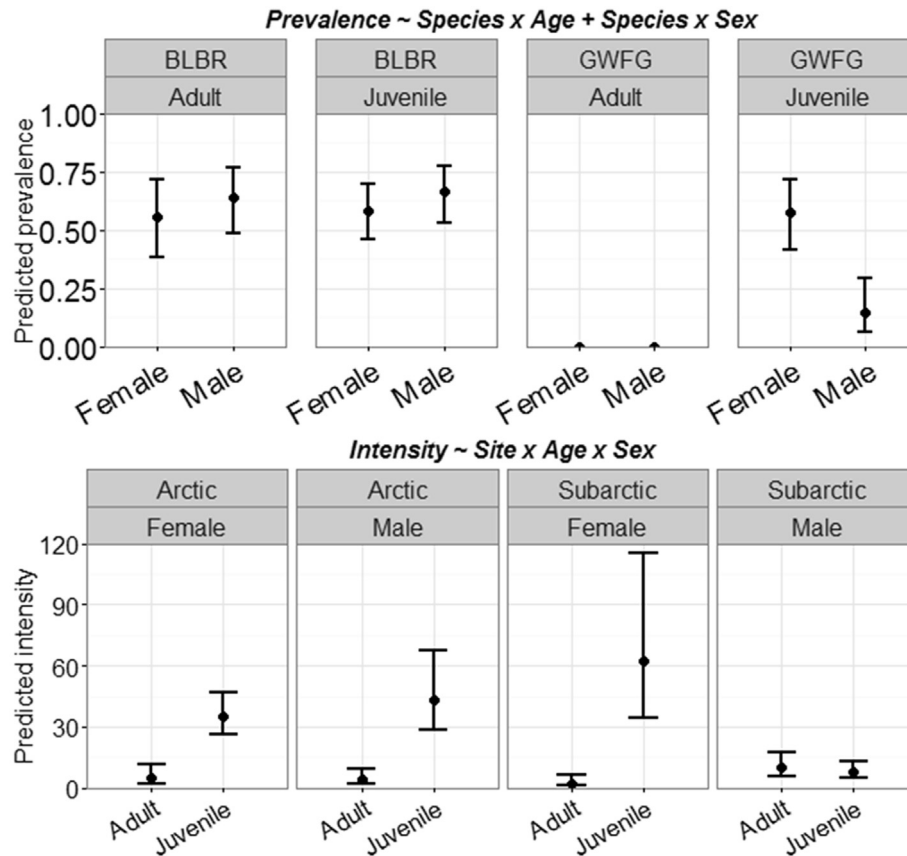 Prevalence ~ Species x Age + Species x Sex
BLBR BLBR GWFG GWFG
Adult Juvenile Adult Juvenile
Predicted prevalence
1.00
0.75
0.50
0.25
0.00
Female Male Female Male Female Male Female Male
Intensity ~ Site x Age x Sex
Arctic Arctic Subarctic Subarctic
Female Male Female Male
Predicted intensity
120
90
60
30
0
Adult Juvenile Adult Juvenile Adult Juvenile Adult Juvenile